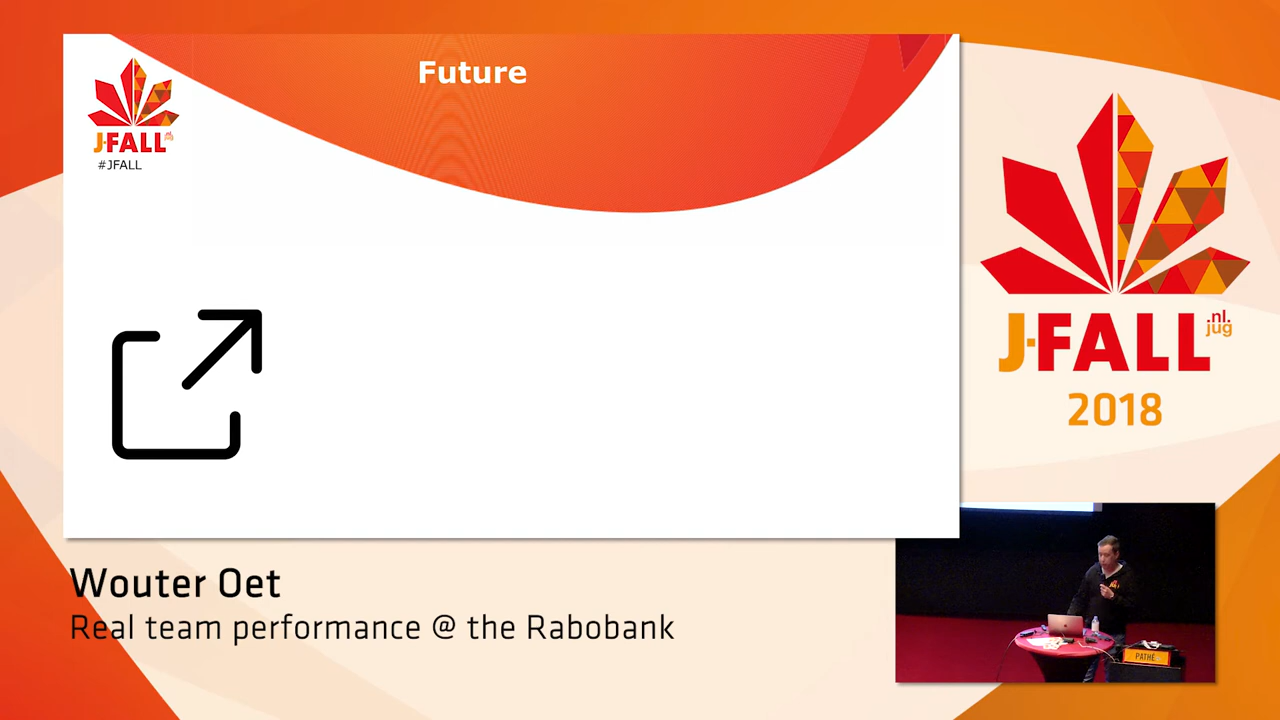 Future
J-FALL
#JFALL
J-FALL
.nl.
jug
2018
Wouter Oet
Real team performance @ the Rabobank
PATHÉ